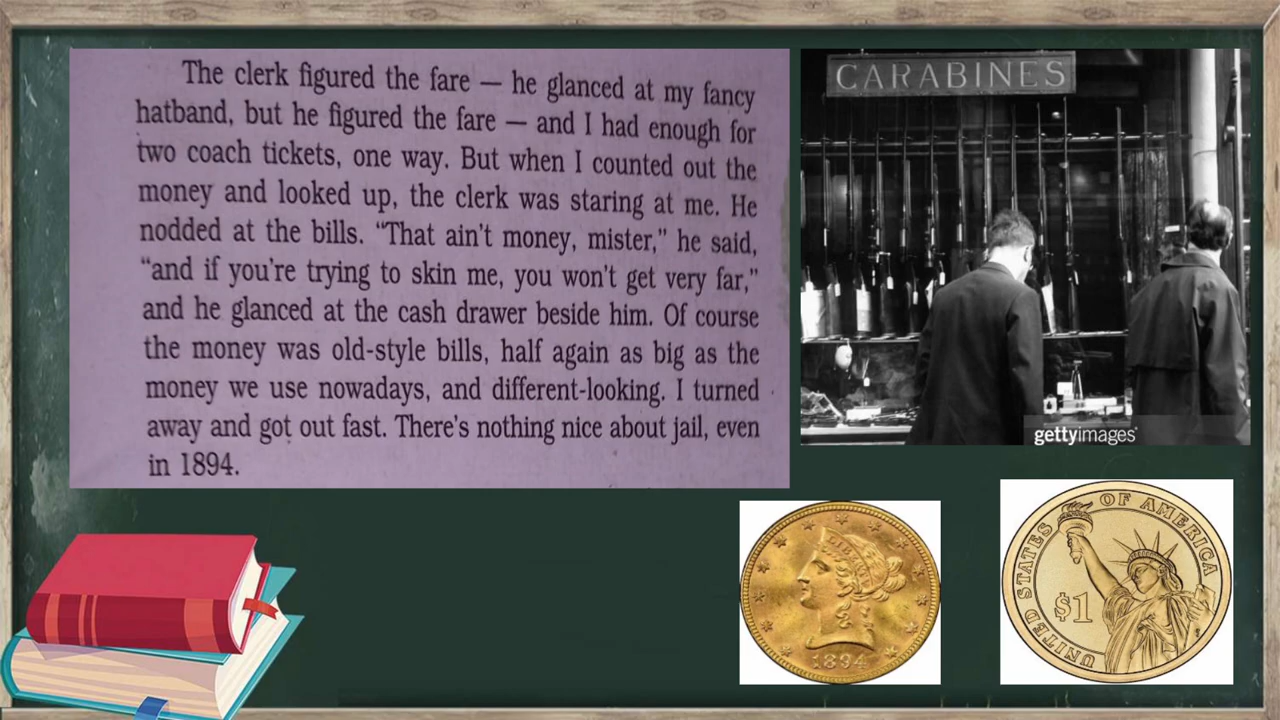 The clerk figured the fare — he glanced at my fancy
hatband, but he figured the fare — and I had enough for
two coach tickets, one way. But when I counted out the
money and looked up, the clerk was staring at me. He
nodded at the bills. “That ain't money, mister,” he said,
“and if you're trying to skin me, you won't get very far,”
and he glanced at the cash drawer beside him. Of course
the money was old-style bills, half again as big as the
money we use nowadays, and different-looking. I turned
away and got out fast. There's nothing nice about jail, even
in 1894.
CARABINES
gettyimages
LIB
1894
UNITED STATES OF AMERICA
$1